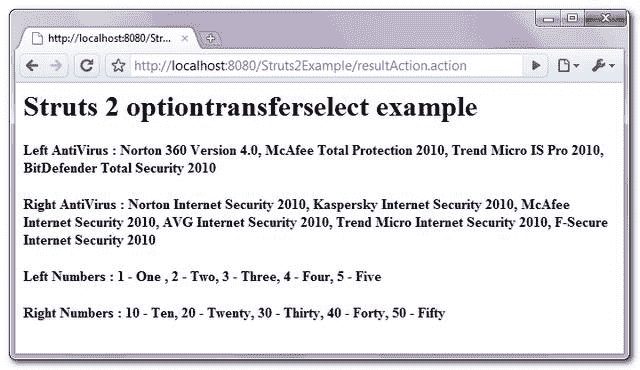 http://localhost:8080/Str...
http://localhost:8080/Struts2Example/resultAction.action
Struts 2 optiontransferselect example
Left AntiVirus : Norton 360 Version 4.0, McAfee Total Protection 2010, Trend Micro IS Pro 2010,
BitDefender Total Security 2010
Right AntiVirus : Norton Internet Security 2010, Kaspersky Internet Security 2010, McAfee
Internet Security 2010, AVG Internet Security 2010, Trend Micro Internet Security 2010, F-Secure
Internet Security 2010
Left Numbers : 1 - One , 2 - Two, 3 - Three, 4 - Four, 5 - Five
Right Numbers : 10 - Ten, 20 - Twenty, 30 - Thirty, 40 - Forty, 50 - Fifty